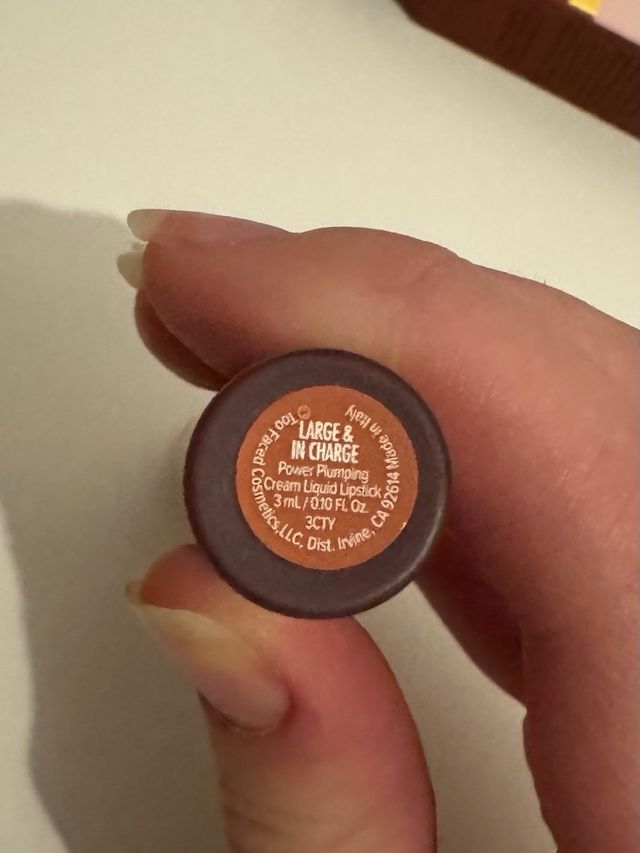 LARGE &
IN CHARGE
Power Plumping
Cream Liquid Lipstick
3 mL / 0.10 FL. Oz.
3CTY
© Too Faced Cosmetics, LLC, Dist. Irvine, CA 92614 Made in Italy